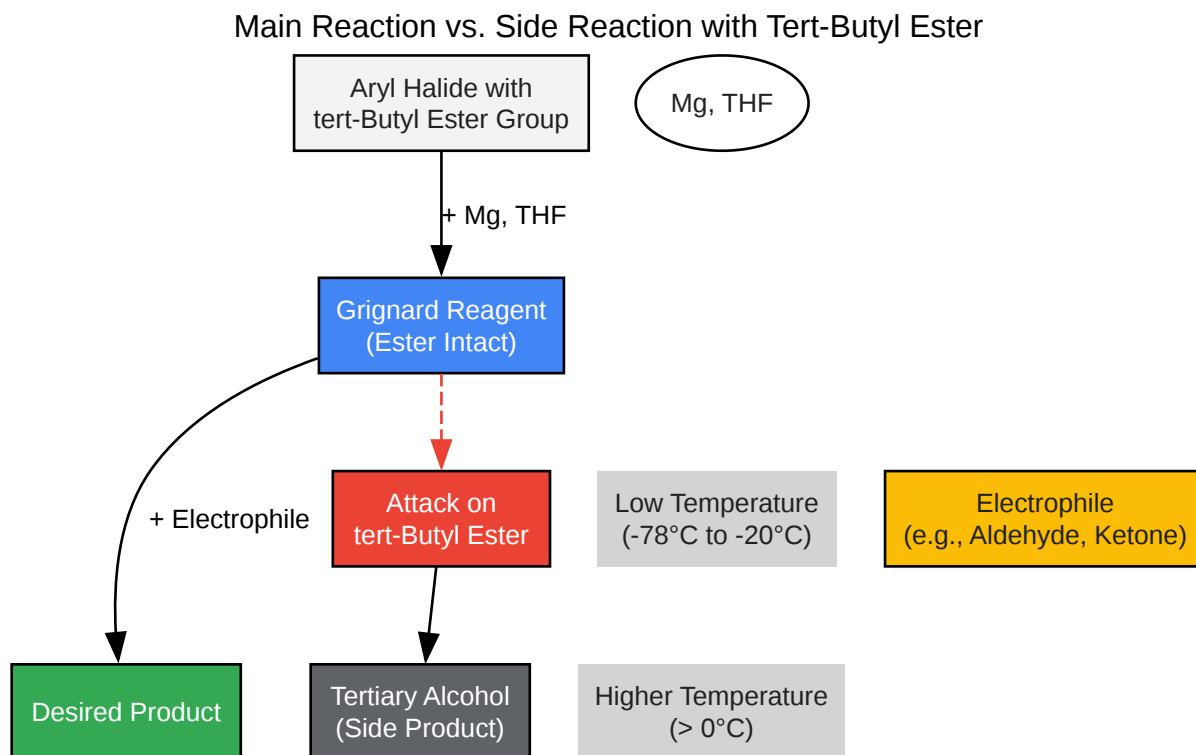 Main Reaction vs. Side Reaction with Tert-Butyl Ester
Aryl Halide with
tert-Butyl Ester Group
Mg, THF
+ Mg, THF
Grignard Reagent
(Ester Intact)
+ Electrophile
Attack on
tert-Butyl Ester
Low Temperature
(-78°C to -20°C)
Electrophile
(e.g., Aldehyde, Ketone)
Desired Product
Tertiary Alcohol
(Side Product)
Higher Temperature
(> 0°C)